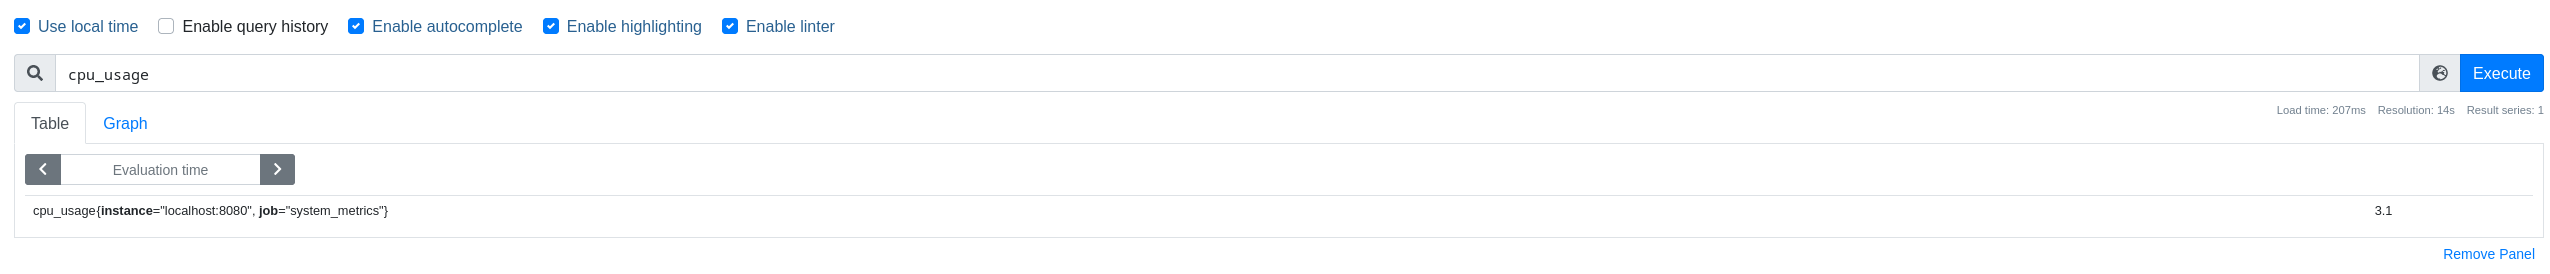 Use local time Enable query history Enable autocomplete Enable highlighting Enable linter
cpu_usage Execute
Table Graph Load time: 207ms Resolution: 14s Result series: 1
Evaluation time
cpu_usage{instance="localhost:8080", job="system_metrics"} 3.1
Remove Panel